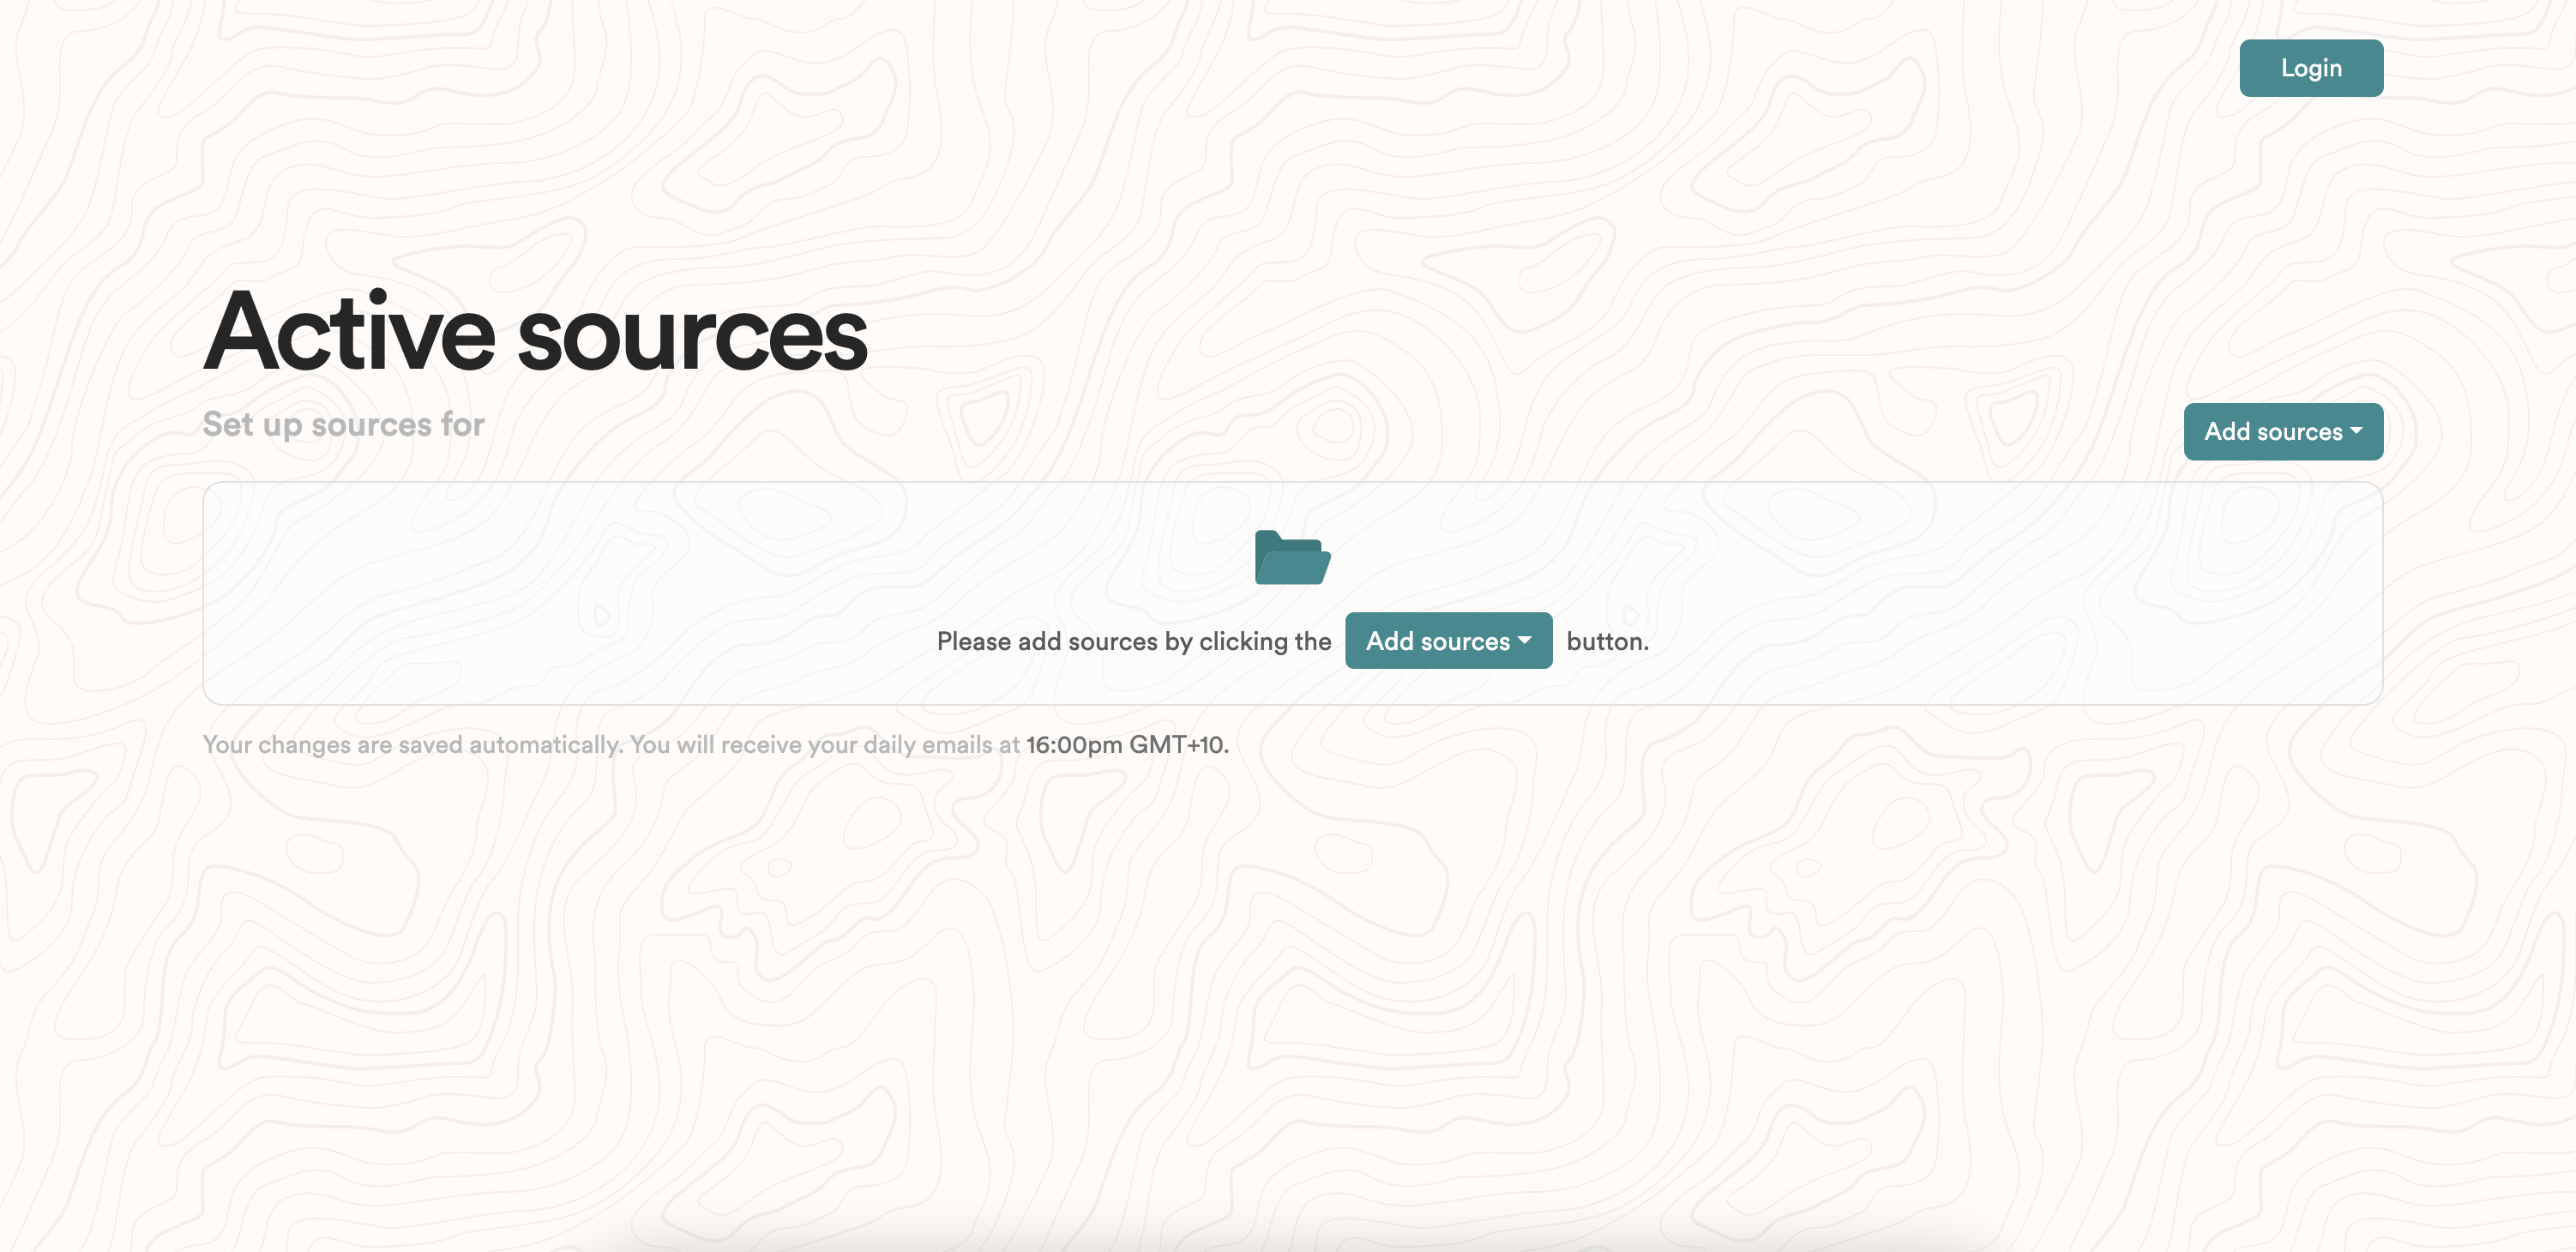 Login
Active sources
Set up sources for
Add sources
Please add sources by clicking the Add sources button.
Your changes are saved automatically. You will receive your daily emails at 16:00pm GMT+10.